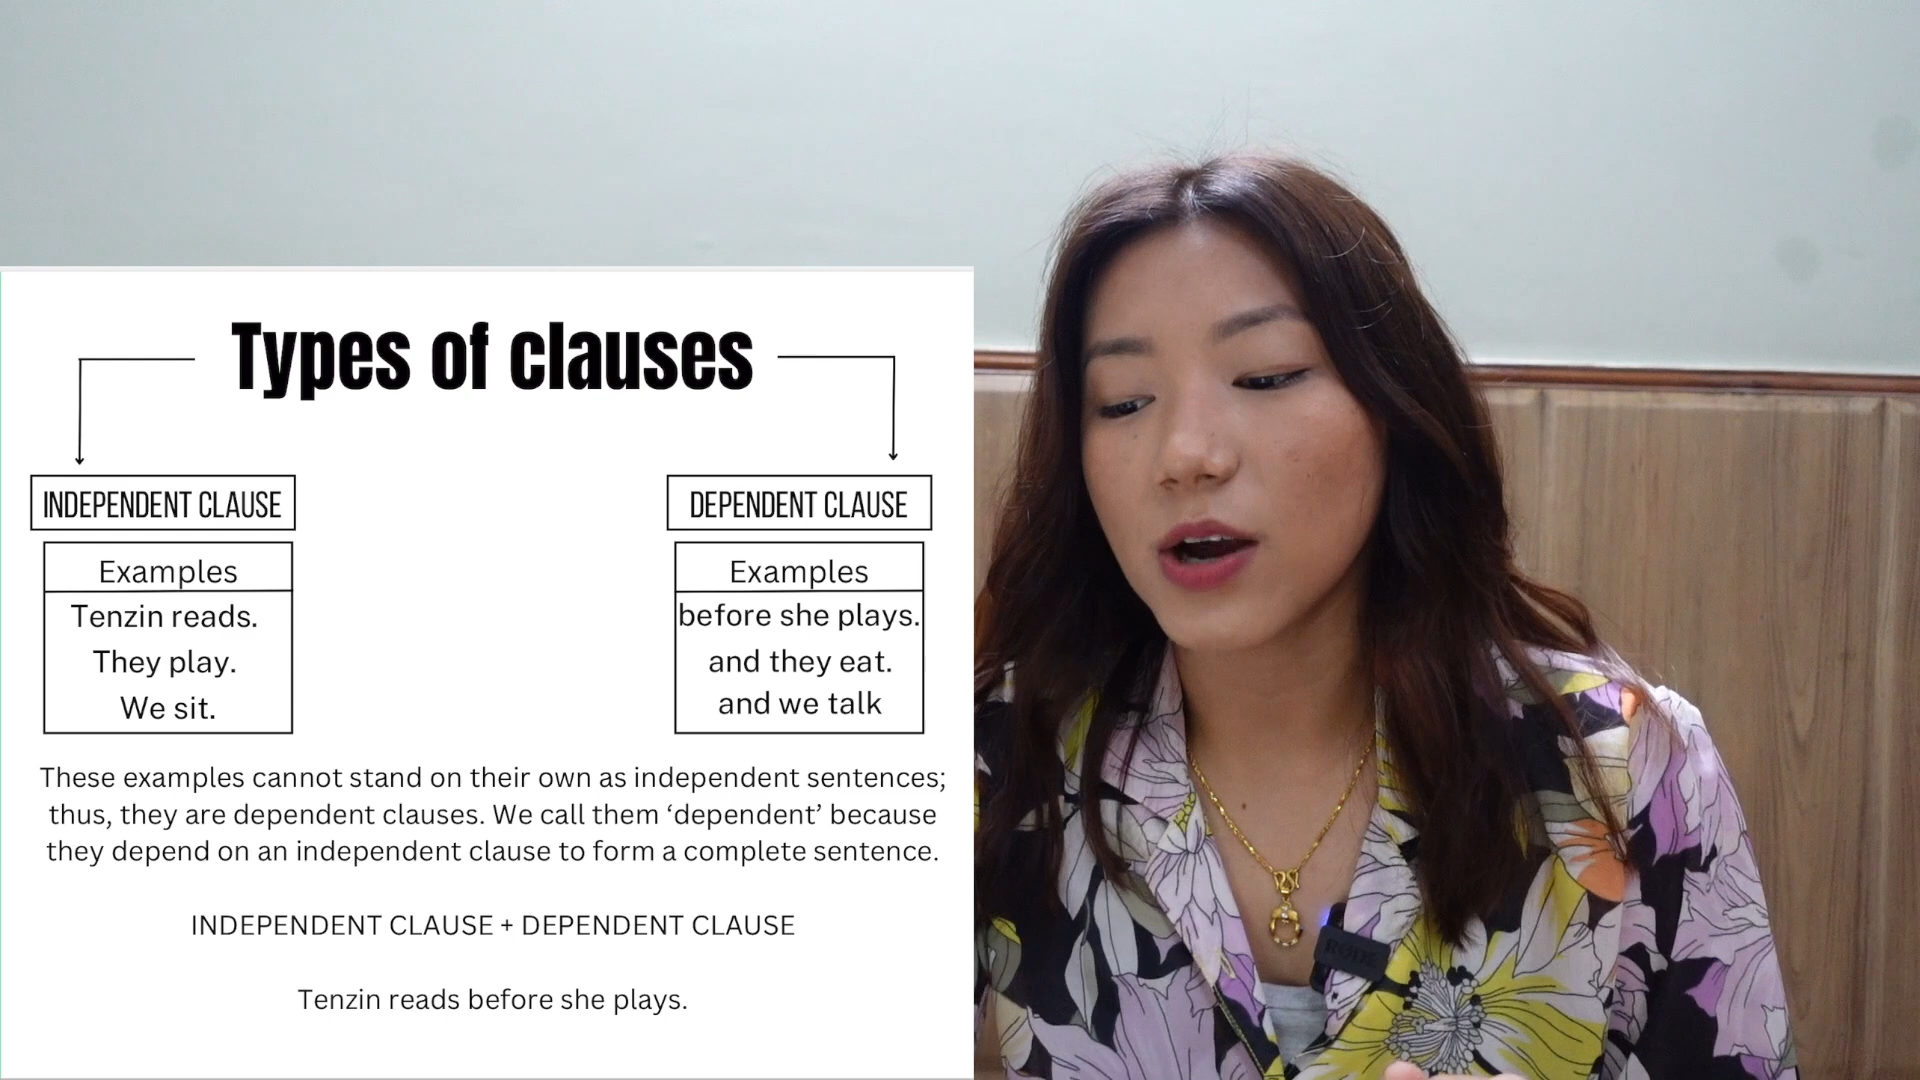 Types of clauses
INDEPENDENT CLAUSE
Examples
Tenzin reads.
They play.
We sit.
DEPENDENT CLAUSE
Examples
before she plays.
and they eat.
and we talk
These examples cannot stand on their own as independent sentences;
thus, they are dependent clauses. We call them ‘dependent’ because
they depend on an independent clause to form a complete sentence.
INDEPENDENT CLAUSE + DEPENDENT CLAUSE
Tenzin reads before she plays.
RØDE